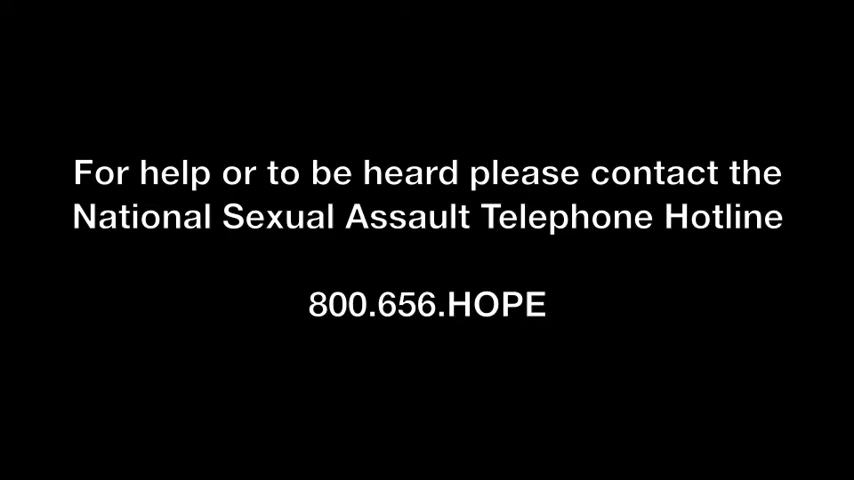 For help or to be heard please contact the
National Sexual Assault Telephone Hotline
800.656.HOPE